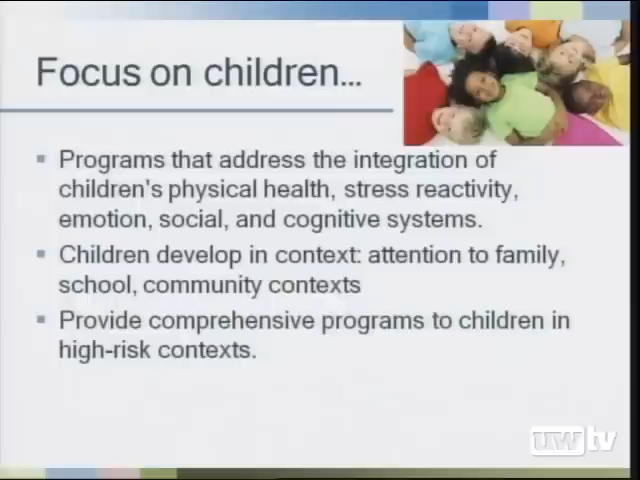 Focus on children...
▪ Programs that address the integration of
children's physical health, stress reactivity,
emotion, social, and cognitive systems.
▪ Children develop in context: attention to family,
school, community contexts
▪ Provide comprehensive programs to children in
high-risk contexts.
uwtv